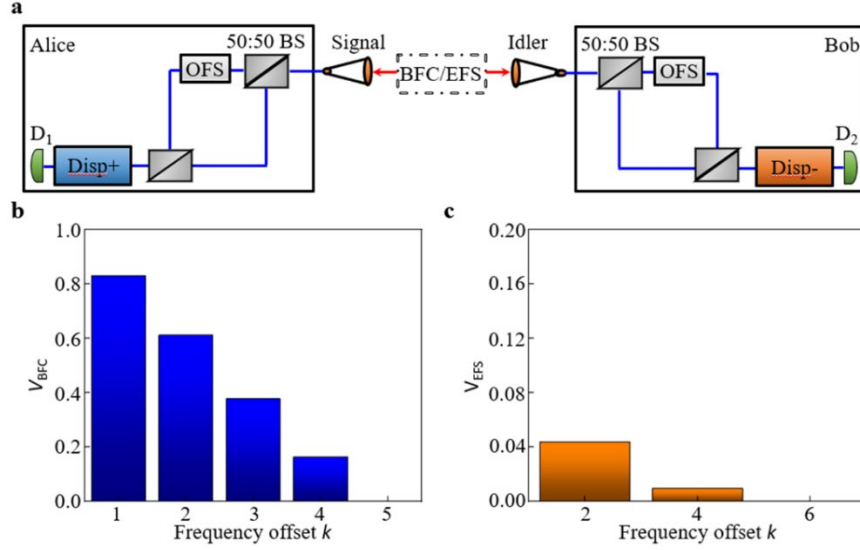 a
Alice
50:50 BS
Signal
Idler
50:50 BS
Bob
OFS
BFC/EFS
OFS
D1
Disp+
D2
Disp-
b
c
1.0
0.8
0.6
0.4
0.2
0.0
VBFC
1 2 3 4 5
Frequency offset k
0.20
0.16
0.12
0.08
0.04
0.00
VEFS
2 4 6
Frequency offset k